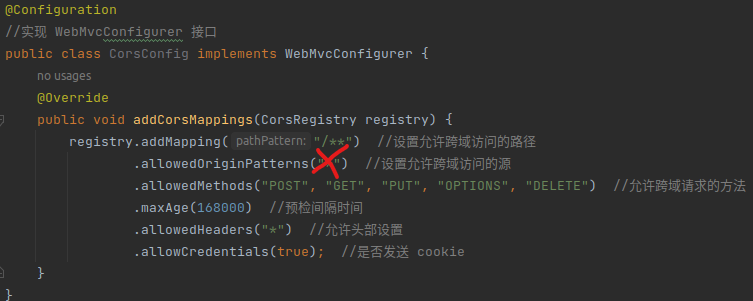 @Configuration
//实现 WebMvcConfigurer 接口
public class CorsConfig implements WebMvcConfigurer {
no usages
@Override
public void addCorsMappings(CorsRegistry registry) {
registry.addMapping( pathPattern: "/**") //设置允许跨域访问的路径
.allowedOriginPatterns(" ") //设置允许跨域访问的源
.allowedMethods("POST", "GET", "PUT", "OPTIONS", "DELETE") //允许跨域请求的方法
.maxAge(168000) //预检间隔时间
.allowedHeaders("*") //允许头部设置
.allowCredentials(true); //是否发送 cookie
}
}